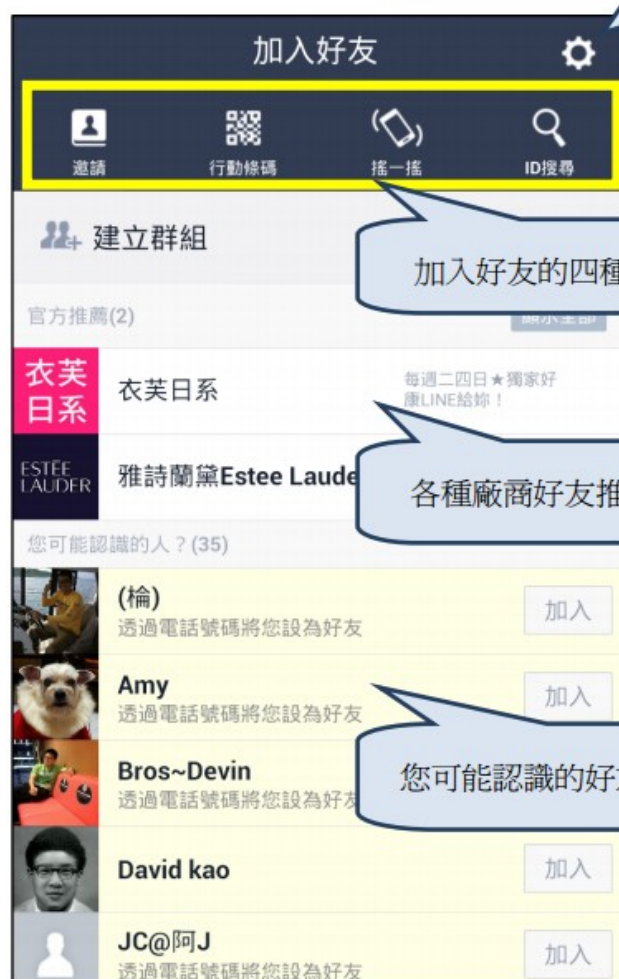 加入好友
邀請
行動條碼
搖一搖
ID搜尋
建立群組
加入好友的四種
官方推薦(2)
顯示全部
衣芙
日系
衣芙日系
每週二四日★獨家好
康LINE給妳！
ESTĒE
LAUDER
雅詩蘭黛Estee Laude
各種廠商好友推
您可能認識的人？(35)
(棆)
透過電話號碼將您設為好友
加入
Amy
透過電話號碼將您設為好友
加入
Bros~Devin
透過電話號碼將您設為好友
您可能認識的好
David kao
加入
JC@阿J
透過電話號碼將您設為好友
加入